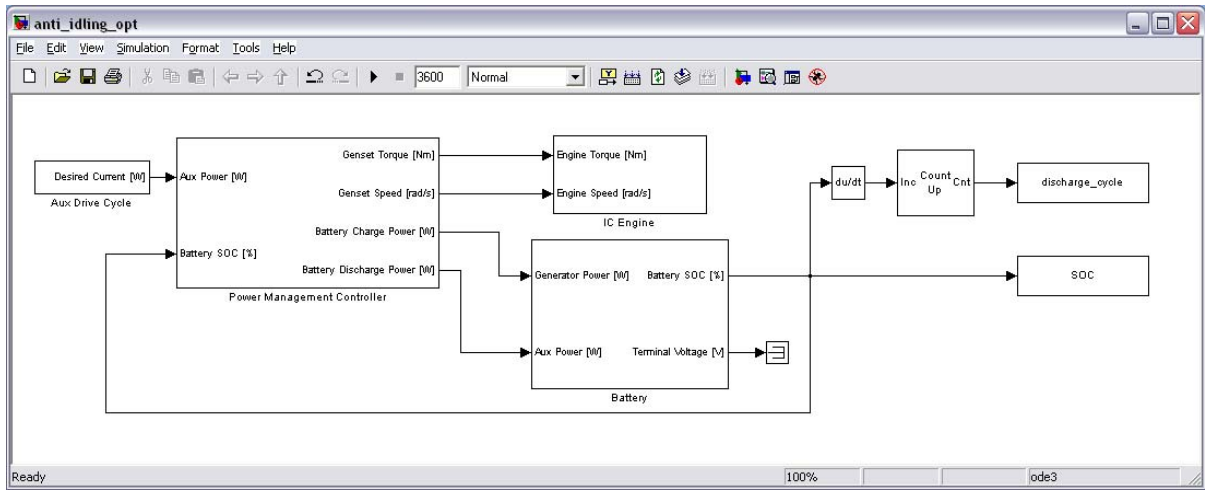 anti_idling_opt
File Edit View Simulation Format Tools Help
3600 Normal
Desired Current [W]
Aux Drive Cycle
Aux Power [W]
Battery SOC [%]
Genset Torque [Nm]
Genset Speed [rad/s]
Battery Charge Power [W]
Battery Discharge Power [W]
Power Management Controller
Engine Torque [Nm]
Engine Speed [rad/s]
IC Engine
Generator Power [W]
Battery SOC [%]
Aux Power [W]
Terminal Voltage [V]
Battery
du/dt
Inc Count Cnt
Up
discharge_cycle
SOC
Ready 100% ode3